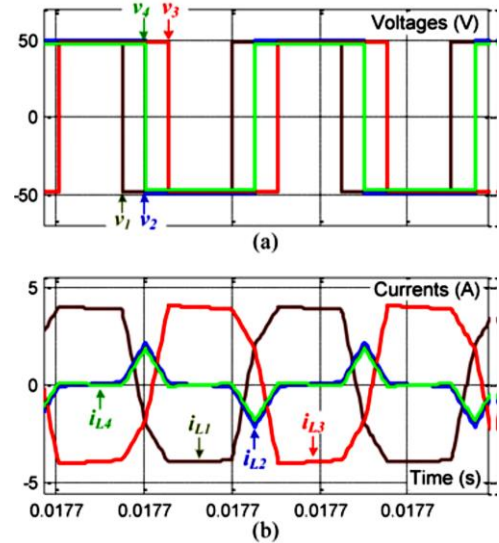 v4 v3 Voltages (V)
50
0
-50
v1 v2
(a)
Currents (A)
5
0
iL4 iL1 iL2 iL3
-5
Time (s)
0.0177 0.0177 0.0177 0.0177 0.0177
(b)